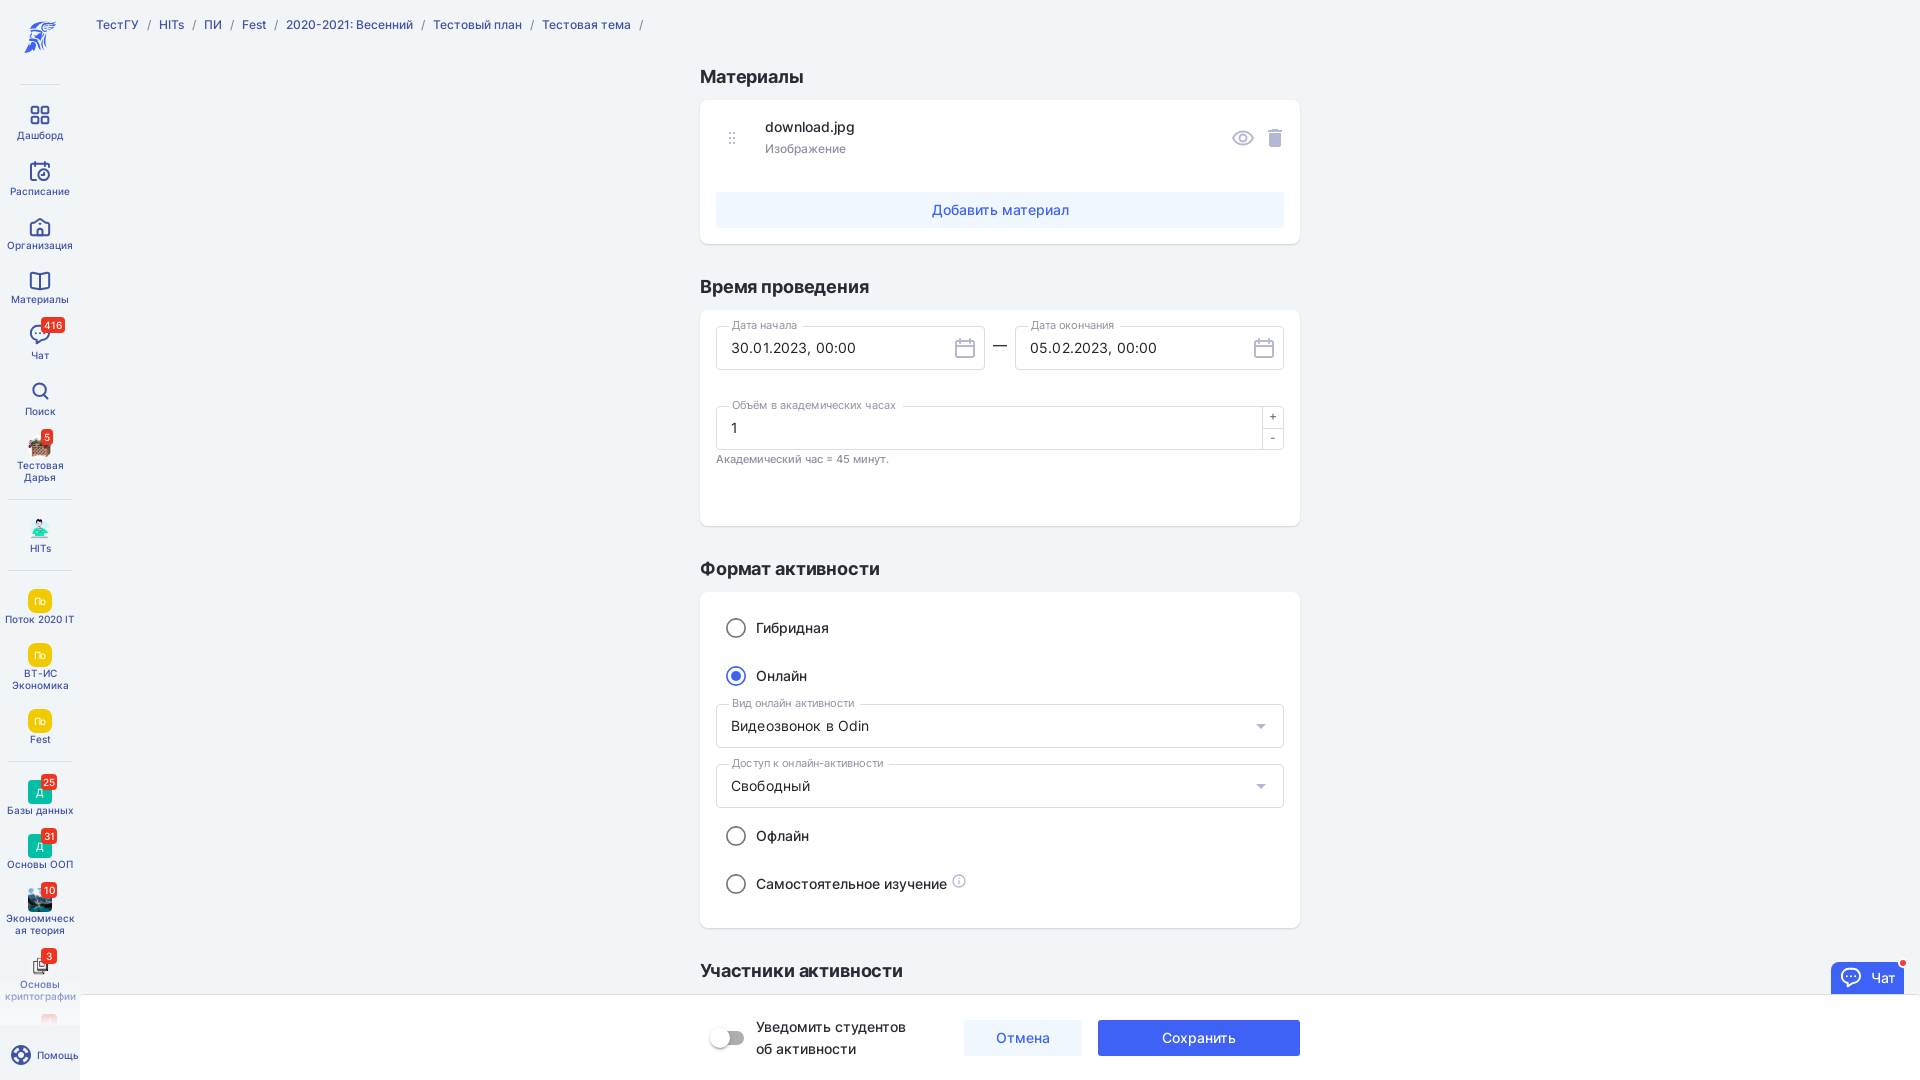 ТестГУ / HITs / ПИ / Fest / 2020-2021: Весенний / Тестовый план / Тестовая тема /
Дашборд
Расписание
Организация
Материалы
416
Чат
Поиск
5
Тестовая
Дарья
HITs
По
Поток 2020 IT
По
ВТ-ИС
Экономика
По
Fest
25
Д
Базы данных
31
Д
Основы ООП
10
Экономическ
ая теория
3
Основы
криптографии
Помощь
Материалы
download.jpg
Изображение
Добавить материал
Время проведения
Дата начала
30.01.2023, 00:00
—
Дата окончания
05.02.2023, 00:00
Объём в академических часах
1
+
-
Академический час = 45 минут.
Формат активности
Гибридная
Онлайн
Вид онлайн активности
Видеозвонок в Odin
Доступ к онлайн-активности
Свободный
Офлайн
Самостоятельное изучение
Участники активности
Чат
Уведомить студентов
об активности
Отмена
Сохранить